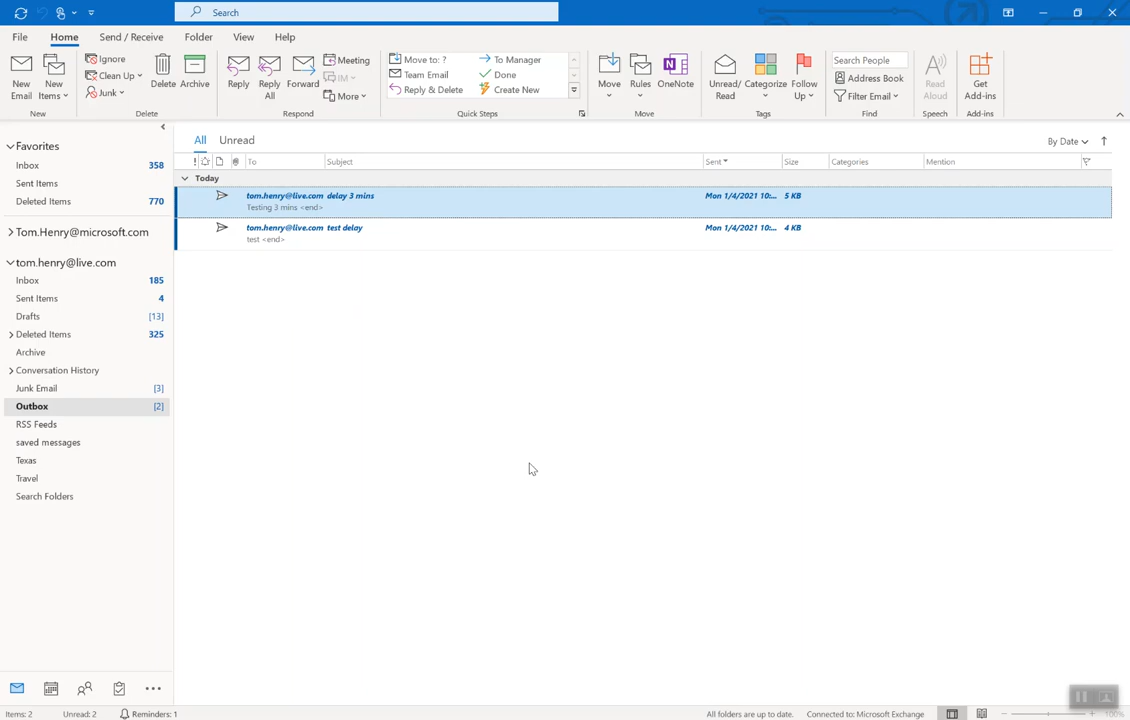 Search
File Home Send / Receive Folder View Help
New Email
New Items
New
Ignore
Clean Up
Junk
Delete
Archive
Delete
Reply
Reply All
Forward
Meeting
IM
More
Respond
Move to: ?
Team Email
Reply & Delete
To Manager
Done
Create New
Quick Steps
Move
Rules
OneNote
Move
Unread/ Read
Categorize
Follow Up
Tags
Search People
Address Book
Filter Email
Find
Read Aloud
Speech
Get Add-ins
Add-ins
Favorites
Inbox 358
Sent Items
Deleted Items 770
Tom.Henry@microsoft.com
tom.henry@live.com
Inbox 185
Sent Items 4
Drafts [13]
Deleted Items 325
Archive
Conversation History
Junk Email [3]
Outbox [2]
RSS Feeds
saved messages
Texas
Travel
Search Folders
All Unread
By Date
! To Subject Sent Size Categories Mention
Today
tom.henry@live.com delay 3 mins Mon 1/4/2021 10:... 5 KB
Testing 3 mins <end>
tom.henry@live.com test delay Mon 1/4/2021 10:... 4 KB
test <end>
Items: 2 Unread: 2 Reminders: 1 All folders are up to date. Connected to: Microsoft Exchange 100%